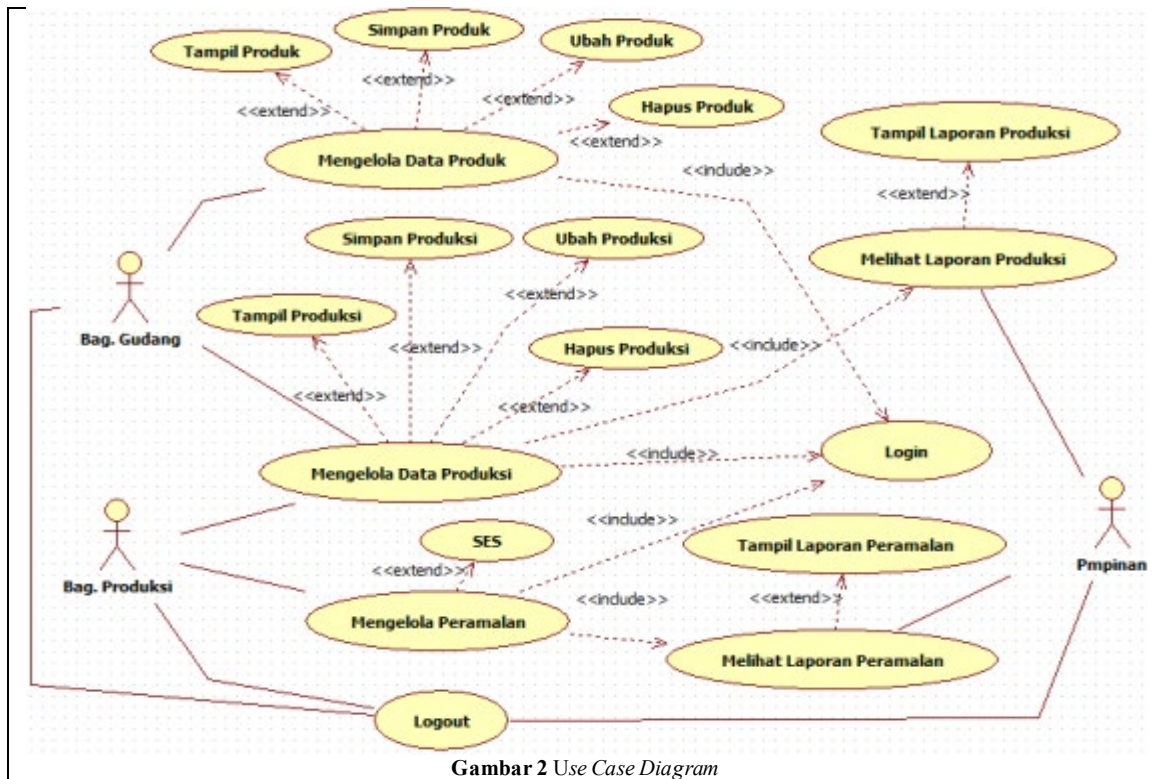 Simpan Produk
Ubah Produk
Tampil Produk
<<extend>>
<<extend>>
<<extend>>
Hapus Produk
<<extend>>
Tampil Laporan Produksi
Mengelola Data Produk
<<include>>
<<extend>>
Simpan Produksi
Ubah Produksi
Melihat Laporan Produksi
<<extend>>
Tampil Produksi
Bag. Gudang
<<extend>>
Hapus Produksi
<<include>>
<<extend>>
<<extend>>
Mengelola Data Produksi
<<include>>
Login
<<include>>
SES
Tampil Laporan Peramalan
Bag. Produksi
Pmpinan
<<extend>>
<<include>>
<<extend>>
Mengelola Peramalan
Melihat Laporan Peramalan
Logout
Gambar 2 Use Case Diagram